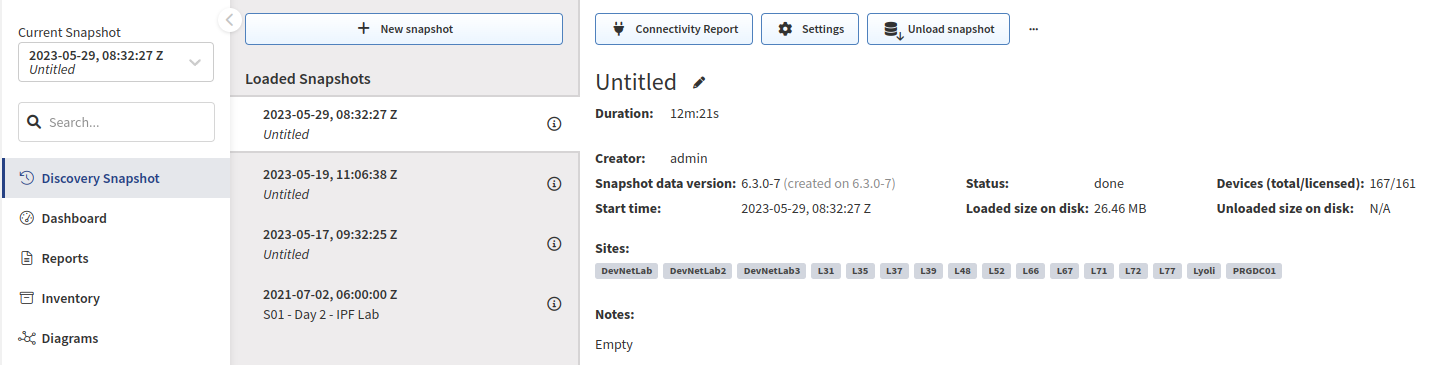 Current Snapshot
2023-05-29, 08:32:27 Z
Untitled
Search...
Discovery Snapshot
Dashboard
Reports
Inventory
Diagrams
New snapshot
Loaded Snapshots
2023-05-29, 08:32:27 Z
Untitled
2023-05-19, 11:06:38 Z
Untitled
2023-05-17, 09:32:25 Z
Untitled
2021-07-02, 06:00:00 Z
S01 - Day 2 - IPF Lab
Connectivity Report Settings Unload snapshot ...
Untitled
Duration: 12m:21s
Creator: admin
Snapshot data version: 6.3.0-7 (created on 6.3.0-7) Status: done Devices (total/licensed): 167/161
Start time: 2023-05-29, 08:32:27 Z Loaded size on disk: 26.46 MB Unloaded size on disk: N/A
Sites:
DevNetLab DevNetLab2 DevNetLab3 L31 L35 L37 L39 L48 L52 L66 L67 L71 L72 L77 Lyoli PRGDC01
Notes:
Empty